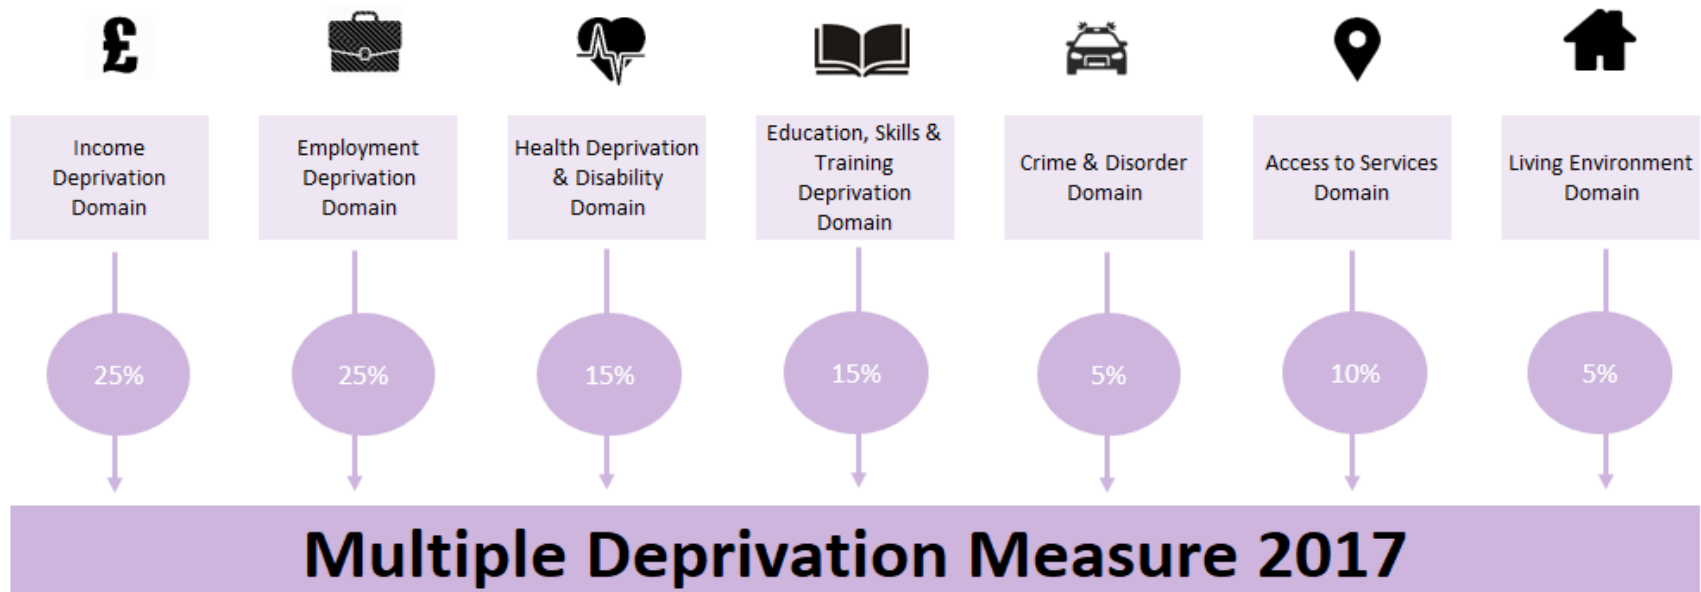 £
Income
Deprivation
Domain
Employment
Deprivation
Domain
Health Deprivation
& Disability
Domain
Education, Skills &
Training
Deprivation
Domain
Crime & Disorder
Domain
Access to Services
Domain
Living Environment
Domain
25%
25%
15%
15%
5%
10%
5%
Multiple Deprivation Measure 2017